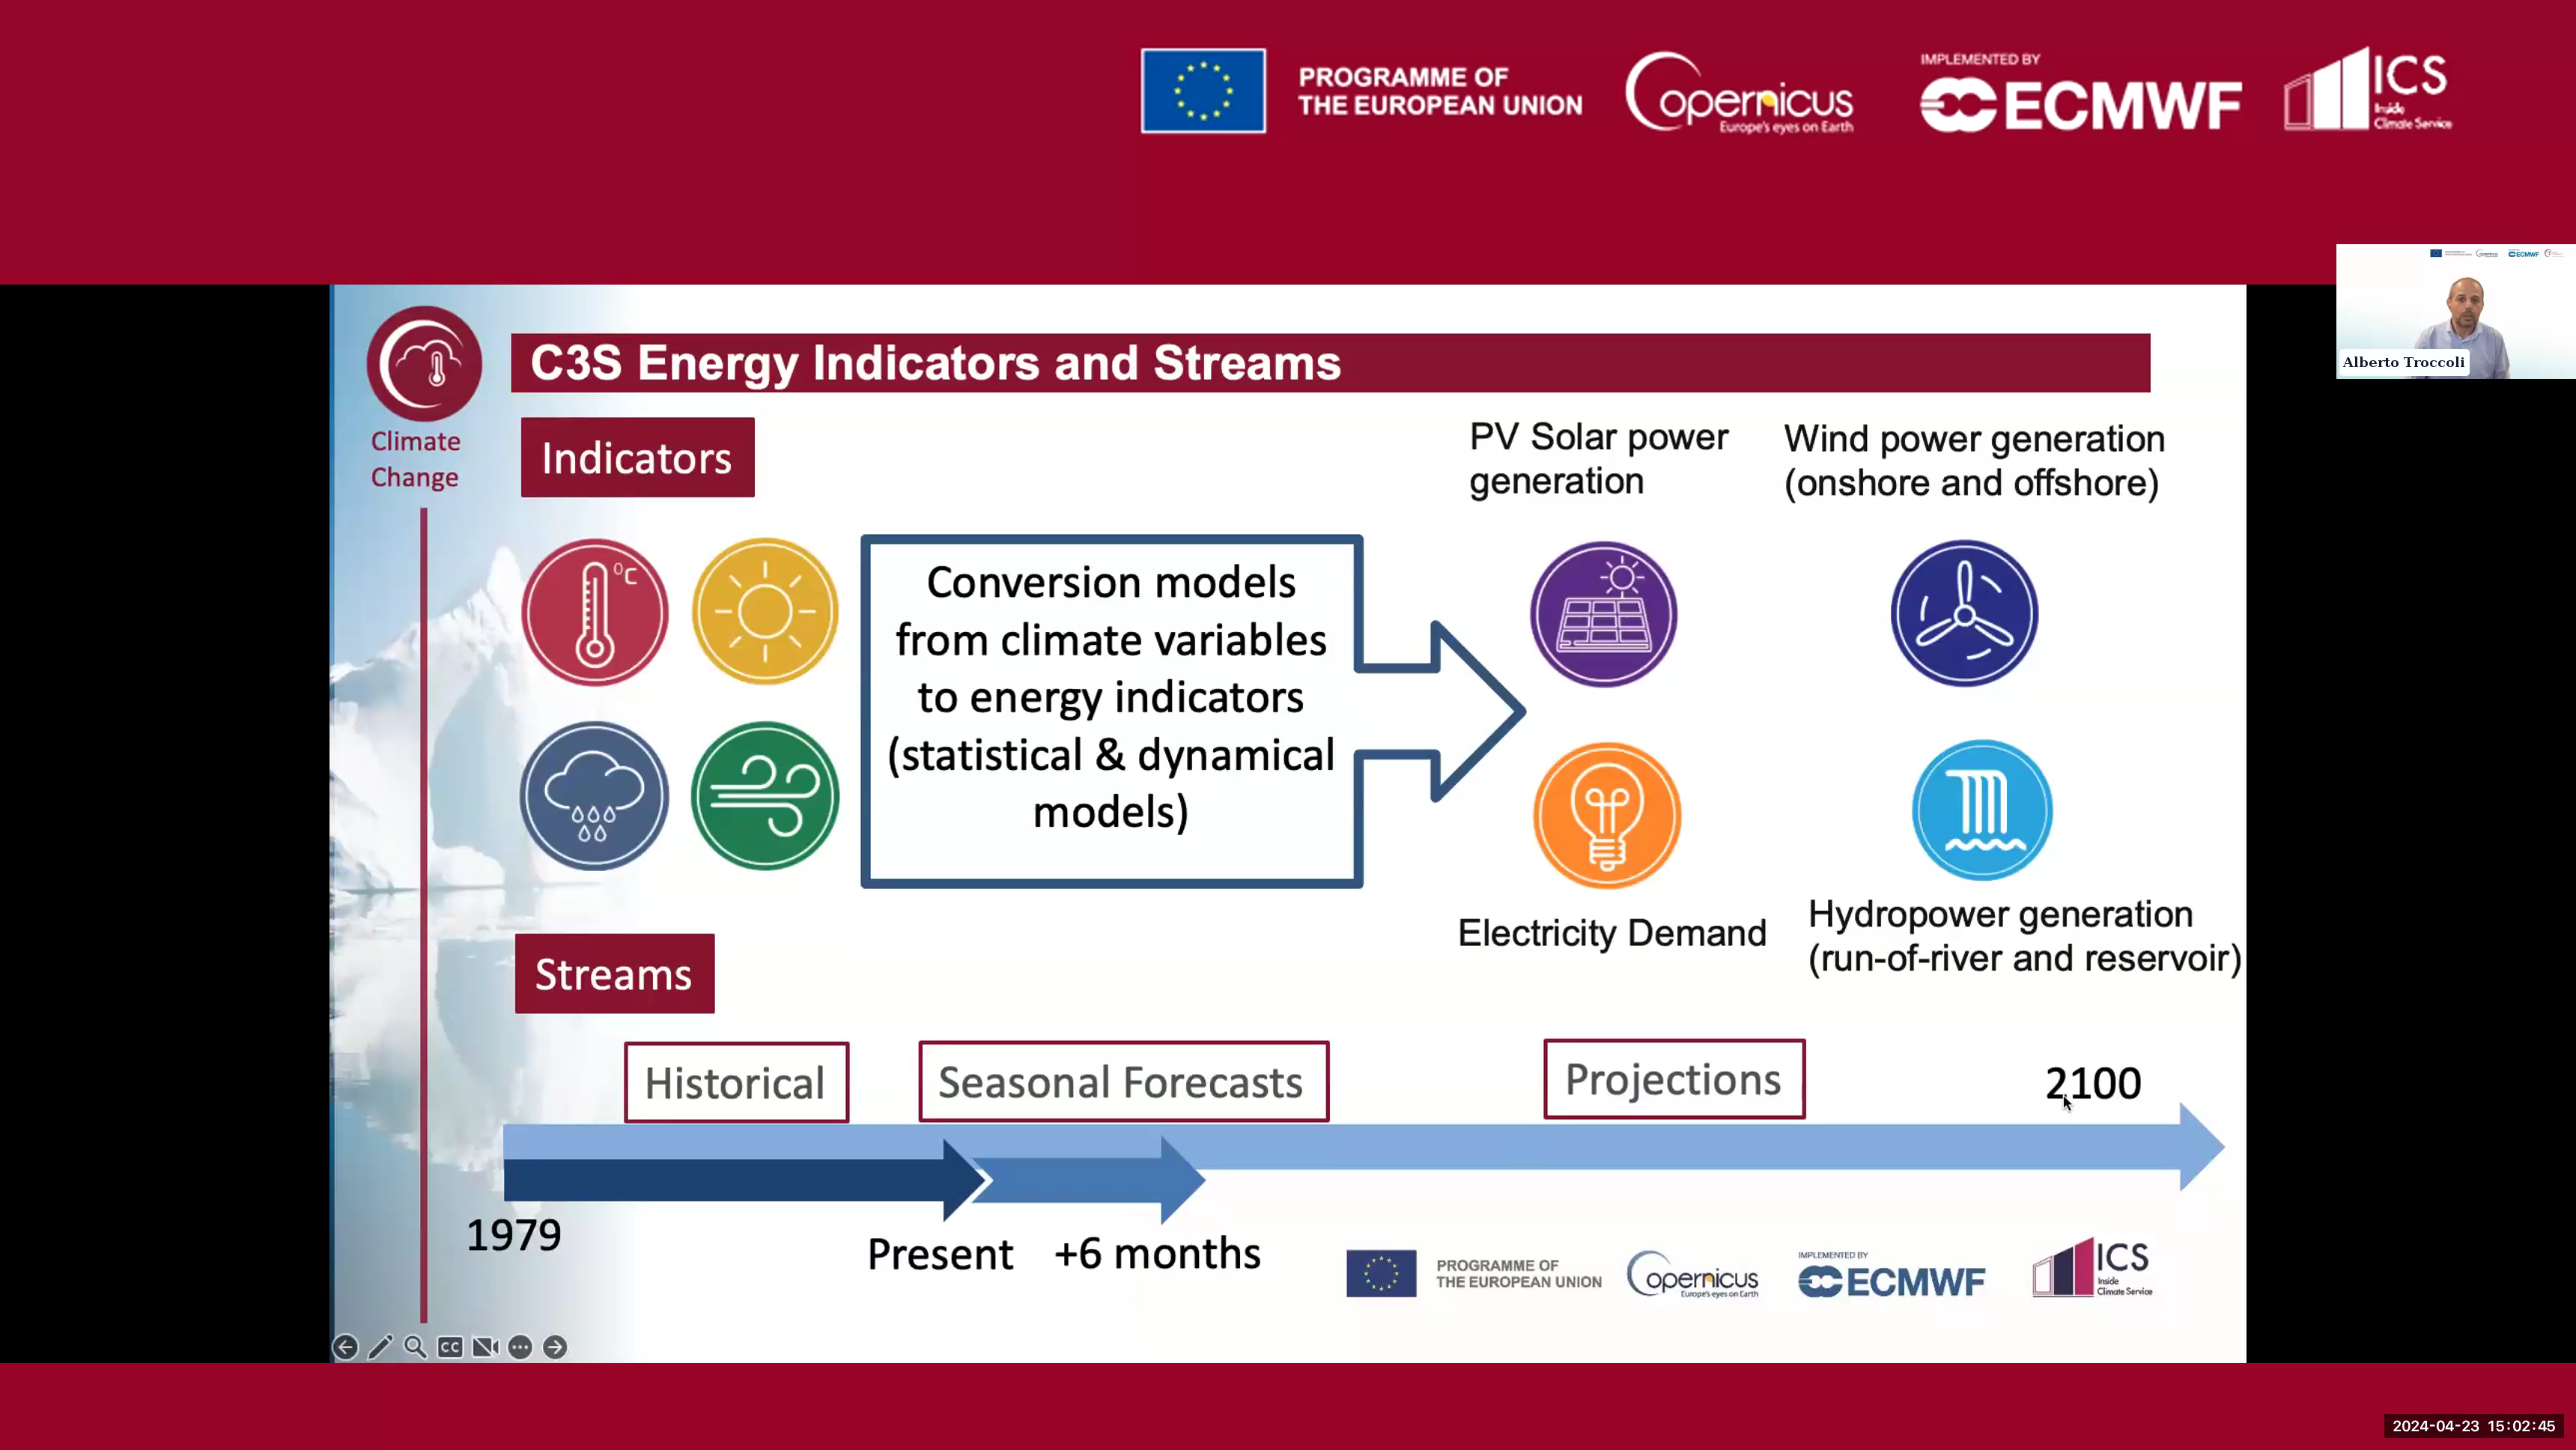 PROGRAMME OF
THE EUROPEAN UNION
Copernicus
Europe's eyes on Earth
IMPLEMENTED BY
ECMWF
ICS
Inside
Climate Service
ECMWF
Alberto Troccoli
C3S Energy Indicators and Streams
Climate
Change
Indicators
PV Solar power
generation
Wind power generation
(onshore and offshore)
°C
Conversion models
from climate variables
to energy indicators
(statistical & dynamical
models)
Electricity Demand
Hydropower generation
(run-of-river and reservoir)
Streams
Historical
Seasonal Forecasts
Projections
2100
1979
Present
+6 months
PROGRAMME OF
THE EUROPEAN UNION
Copernicus
Europe's eyes on Earth
IMPLEMENTED BY
ECMWF
ICS
Inside
Climate Service
CC
2024-04-23 15:02:45